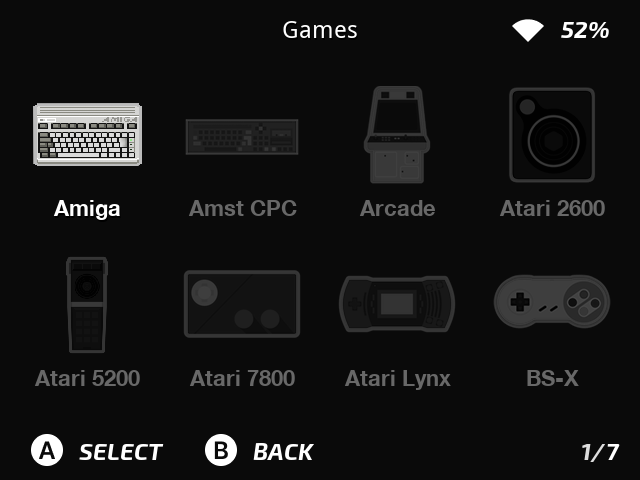 Games
52%
AMIGA
Amiga
Amst CPC
Arcade
Atari 2600
Atari 5200
Atari 7800
Atari Lynx
BS-X
A SELECT
B BACK
1/7